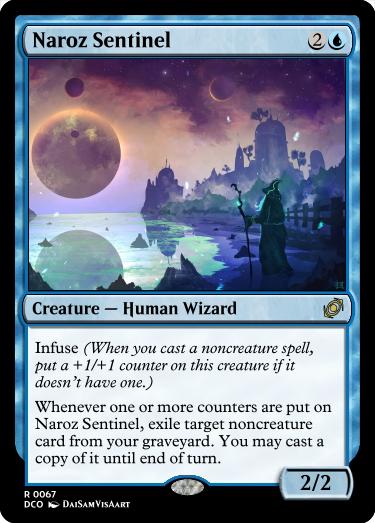 Naroz Sentinel 2
Creature — Human Wizard
Infuse (When you cast a noncreature spell,
put a +1/+1 counter on this creature if it
doesn't have one.)
Whenever one or more counters are put on
Naroz Sentinel, exile target noncreature
card from your graveyard. You may cast
a copy of it until end of turn.
2/2
R 0067
DCO DaiSamVisAart